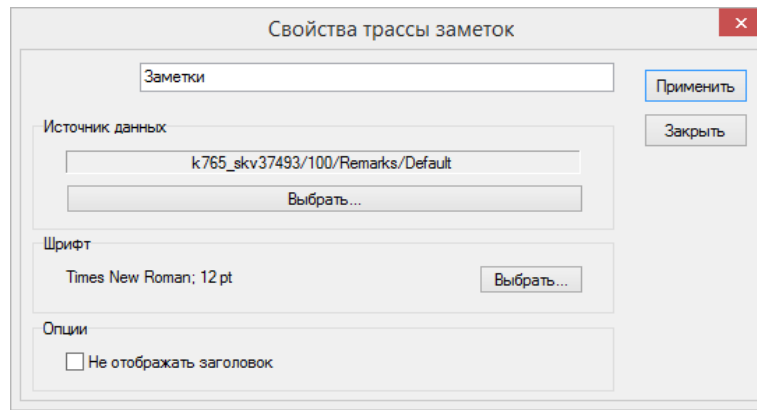 Свойства трассы заметок
Заметки
Применить
Источник данных
Закрыть
k765_skv37493/100/Remarks/Default
Выбрать...
Шрифт
Times New Roman; 12 pt
Выбрать...
Опции
Не отображать заголовок